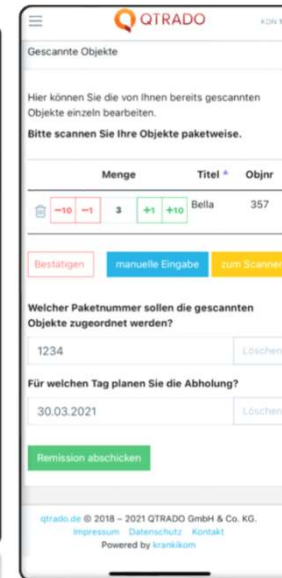 QTRADO
KDN
Gescannte Objekte
Hier können Sie die von Ihnen bereits gescannten
Objekte einzeln bearbeiten.
Bitte scannen Sie Ihre Objekte paketweise.
Menge Titel Objnr
−10 −1 3 +1 +10 Bella 357
Bestätigen manuelle Eingabe zum Scanner
Welcher Paketnummer sollen die gescannten
Objekte zugeordnet werden?
1234 Löschen
Für welchen Tag planen Sie die Abholung?
30.03.2021 Löschen
Remission abschicken
qtrado.de © 2018 – 2021 QTRADO GmbH & Co. KG.
Impressum Datenschutz Kontakt
Powered by krankikom